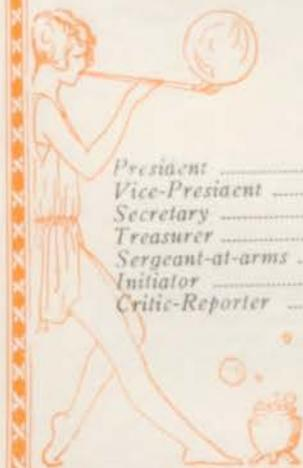 President ........
Vice-President ........
Secretary ........
Treasurer ........
Sergeant-at-arms ..
Initiator ........
Critic-Reporter ....